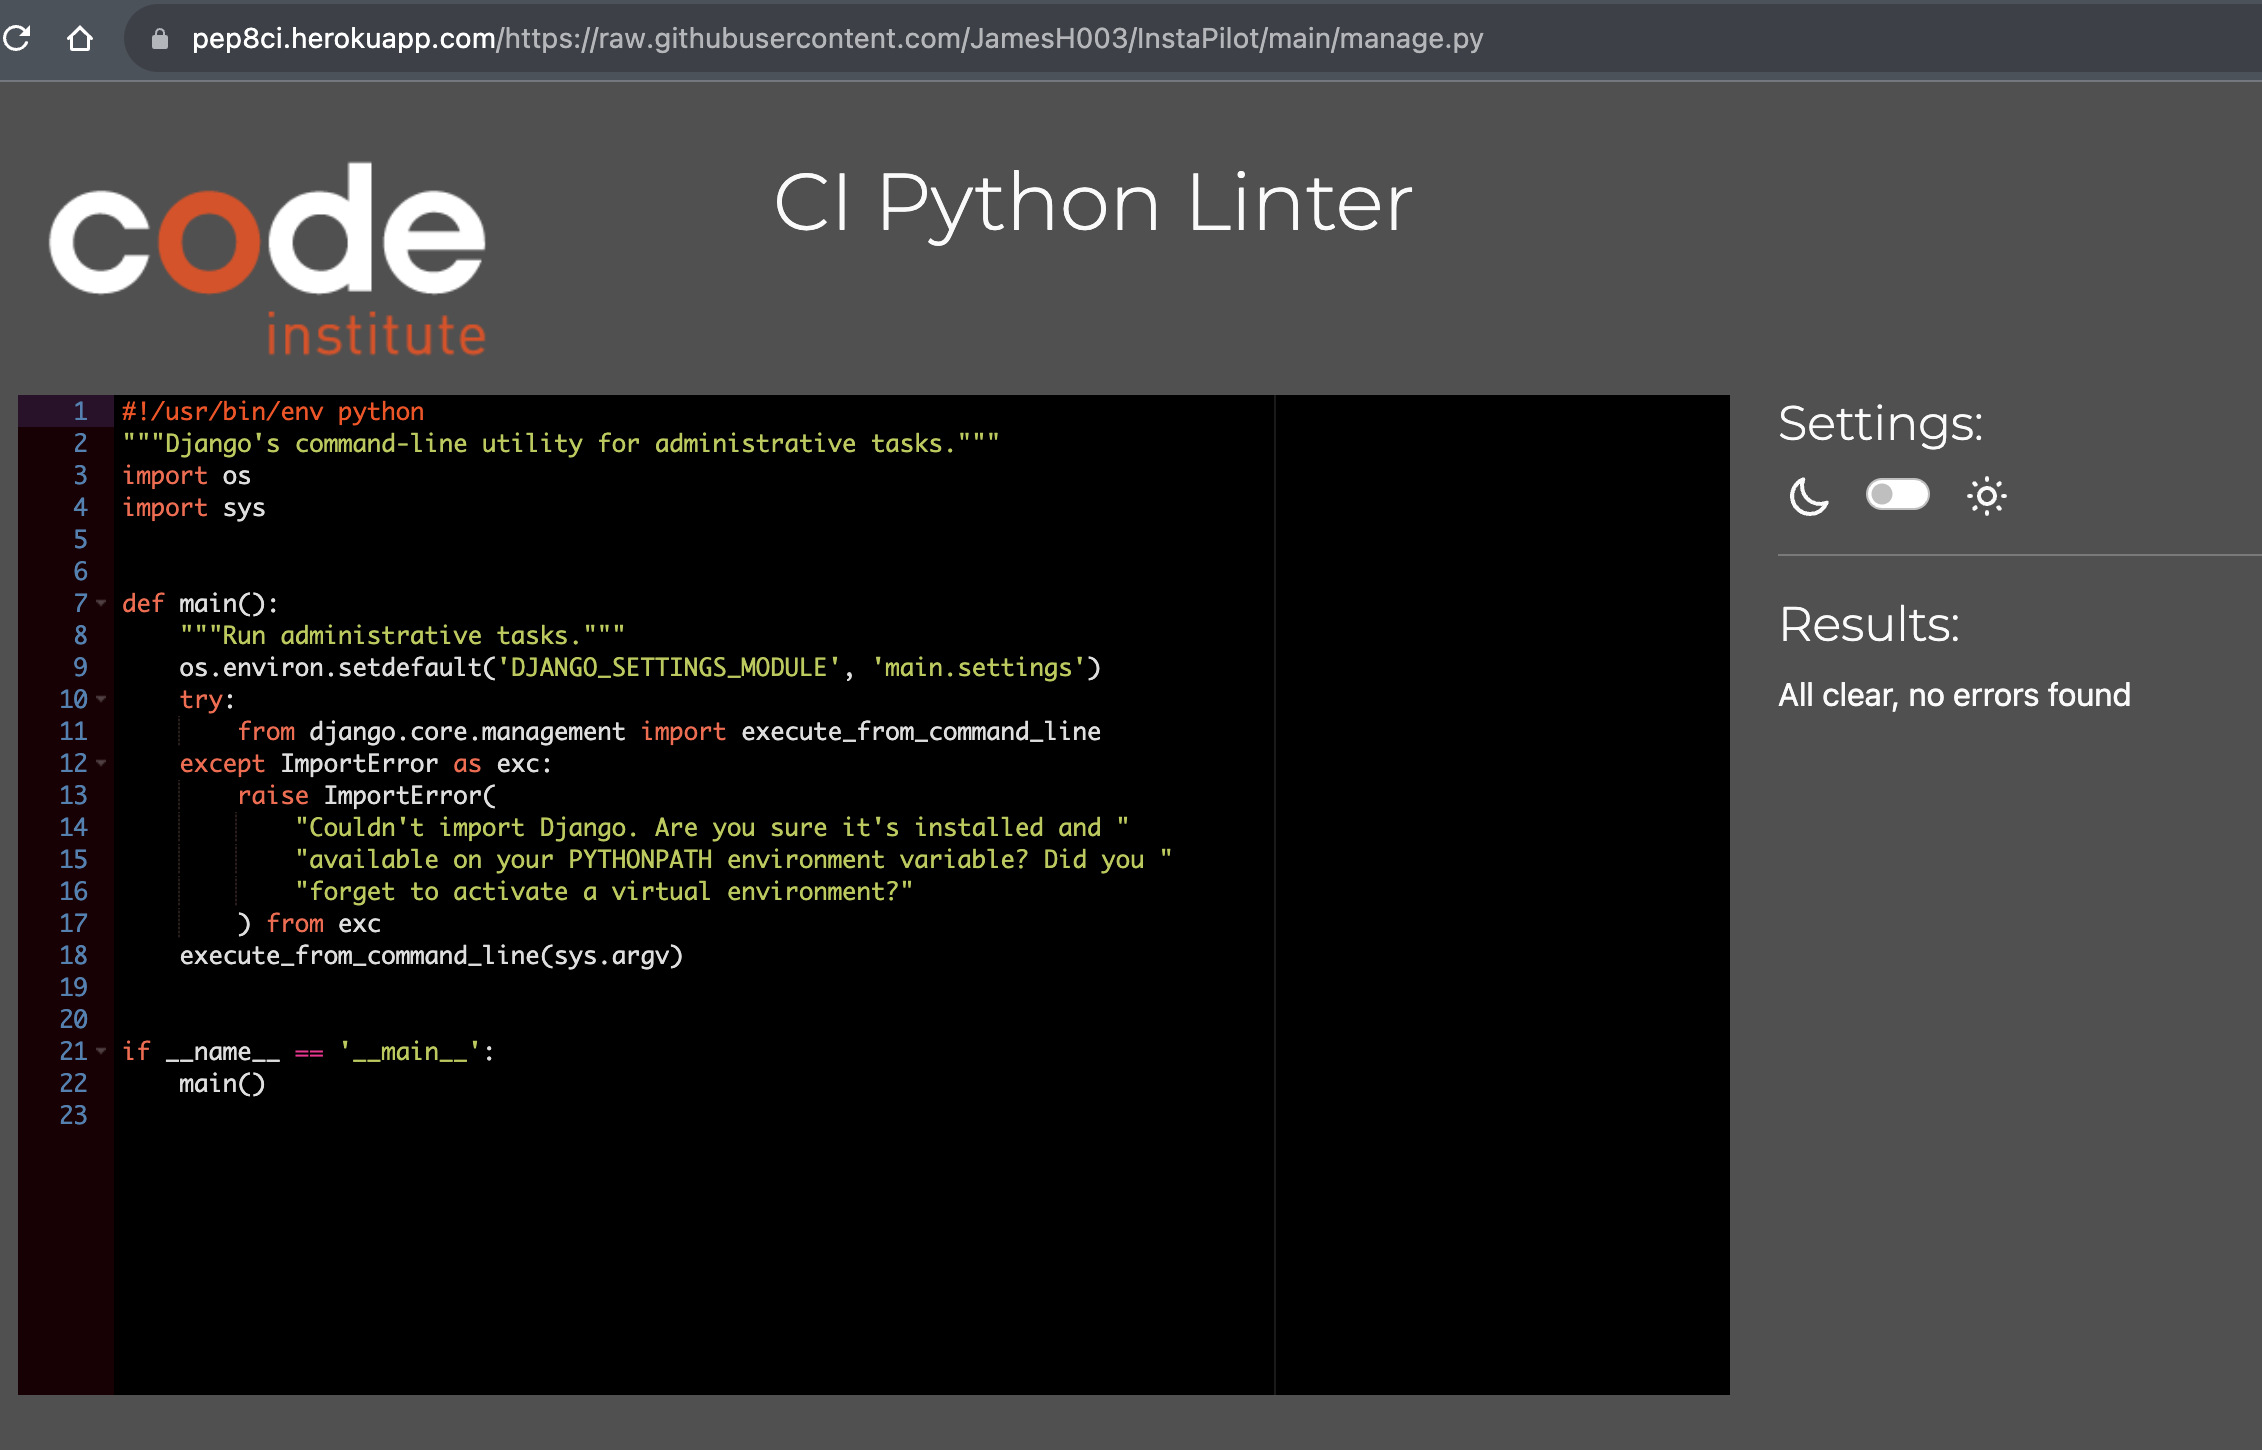 pep8ci.herokuapp.com/https://raw.githubusercontent.com/JamesH003/InstaPilot/main/manage.py
code
institute
CI Python Linter
1 #!/usr/bin/env python
2 """Django's command-line utility for administrative tasks."""
3 import os
4 import sys
5
6
7 def main():
8     """Run administrative tasks."""
9     os.environ.setdefault('DJANGO_SETTINGS_MODULE', 'main.settings')
10     try:
11         from django.core.management import execute_from_command_line
12     except ImportError as exc:
13         raise ImportError(
14             "Couldn't import Django. Are you sure it's installed and "
15             "available on your PYTHONPATH environment variable? Did you "
16             "forget to activate a virtual environment?"
17         ) from exc
18     execute_from_command_line(sys.argv)
19
20
21 if __name__ == '__main__':
22     main()
23
Settings:
Results:
All clear, no errors found